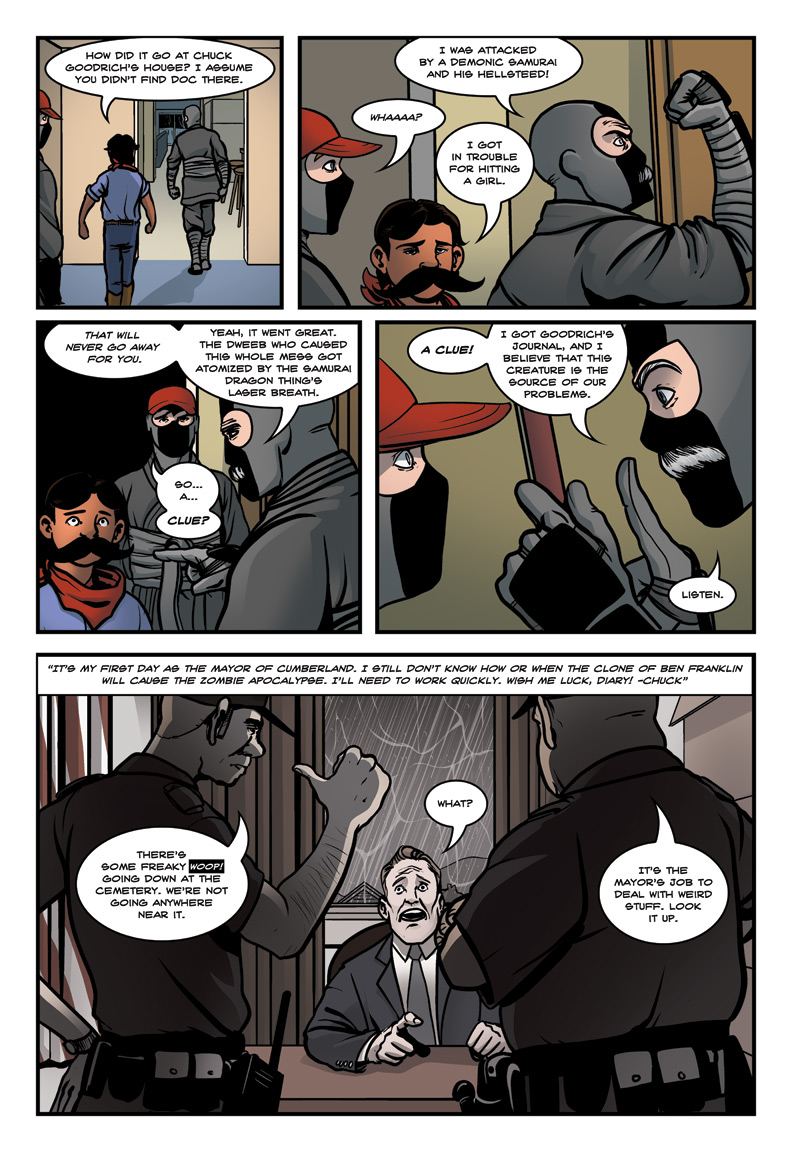 HOW DID IT GO AT CHUCK
GOODRICH'S HOUSE? I ASSUME
YOU DIDN'T FIND DOC THERE.
I WAS ATTACKED
BY A DEMONIC SAMURAI
AND HIS HELLSTEED!
WHAAAA?
I GOT
IN TROUBLE
FOR HITTING
A GIRL.
THAT WILL
NEVER GO AWAY
FOR YOU.
YEAH, IT WENT GREAT.
THE DWEEB WHO CAUSED
THIS WHOLE MESS GOT
ATOMIZED BY THE SAMURAI
DRAGON THING'S
LASER BREATH.
SO...
A...
CLUE?
A CLUE!
I GOT GOODRICH'S
JOURNAL, AND I
BELIEVE THAT THIS
CREATURE IS THE
SOURCE OF OUR
PROBLEMS.
LISTEN.
"IT'S MY FIRST DAY AS THE MAYOR OF CUMBERLAND. I STILL DON'T KNOW HOW OR WHEN THE CLONE OF BEN FRANKLIN
WILL CAUSE THE ZOMBIE APOCALYPSE. I'LL NEED TO WORK QUICKLY. WISH ME LUCK, DIARY! -CHUCK"
THERE'S
SOME FREAKY WOOP!
GOING DOWN AT THE
CEMETERY. WE'RE NOT
GOING ANYWHERE
NEAR IT.
WHAT?
IT'S THE
MAYOR'S JOB TO
DEAL WITH WEIRD
STUFF. LOOK
IT UP.